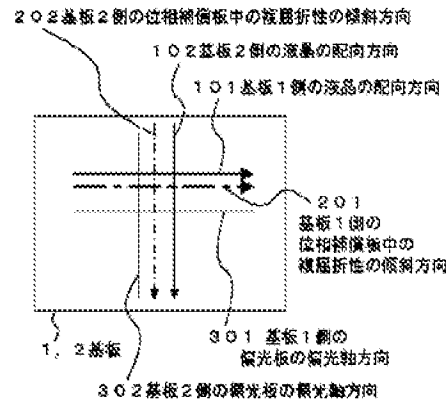 202基板2側の位相補償板中の複屈折性の傾斜方向
102基板2側の液晶の配向方向
101基板1側の液晶の配向方向
201
基板1側の
位相補償板中の
複屈折性の傾斜方向
301 基板1側の
偏光板の偏光軸方向
1, 2基板
302基板2側の偏光板の偏光軸方向